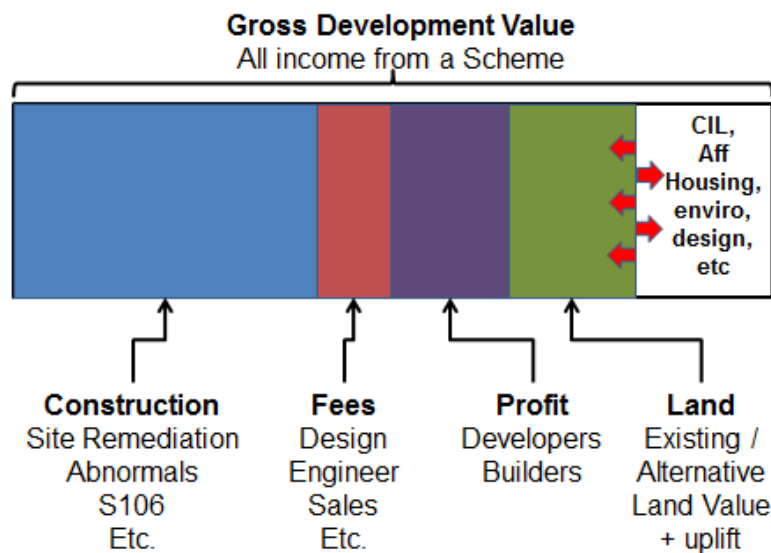 Gross Development Value
All income from a Scheme
CIL,
Aff
Housing,
enviro,
design,
etc
Construction
Site Remediation
Abnormals
S106
Etc.
Fees
Design
Engineer
Sales
Etc.
Profit
Developers
Builders
Land
Existing /
Alternative
Land Value
+ uplift